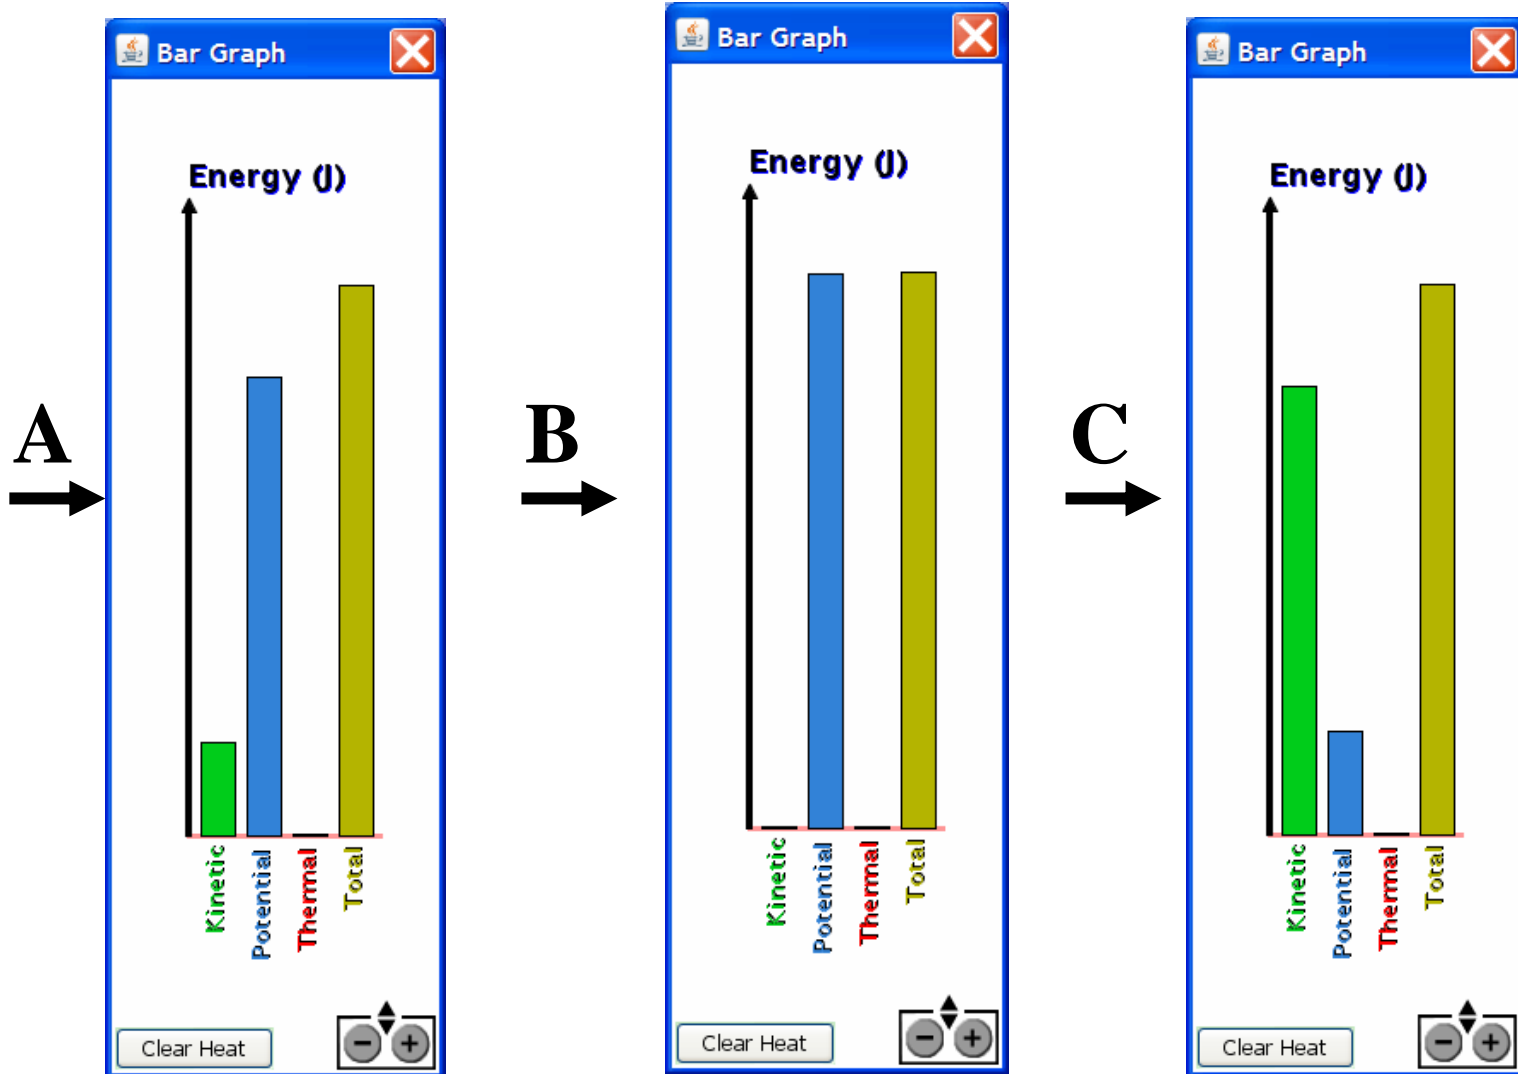 A
Bar Graph
Energy (J)
Kinetic
Potential
Thermal
Total
Clear Heat
− +
B
Bar Graph
Energy (J)
Kinetic
Potential
Thermal
Total
Clear Heat
− +
C
Bar Graph
Energy (J)
Kinetic
Potential
Thermal
Total
Clear Heat
− +